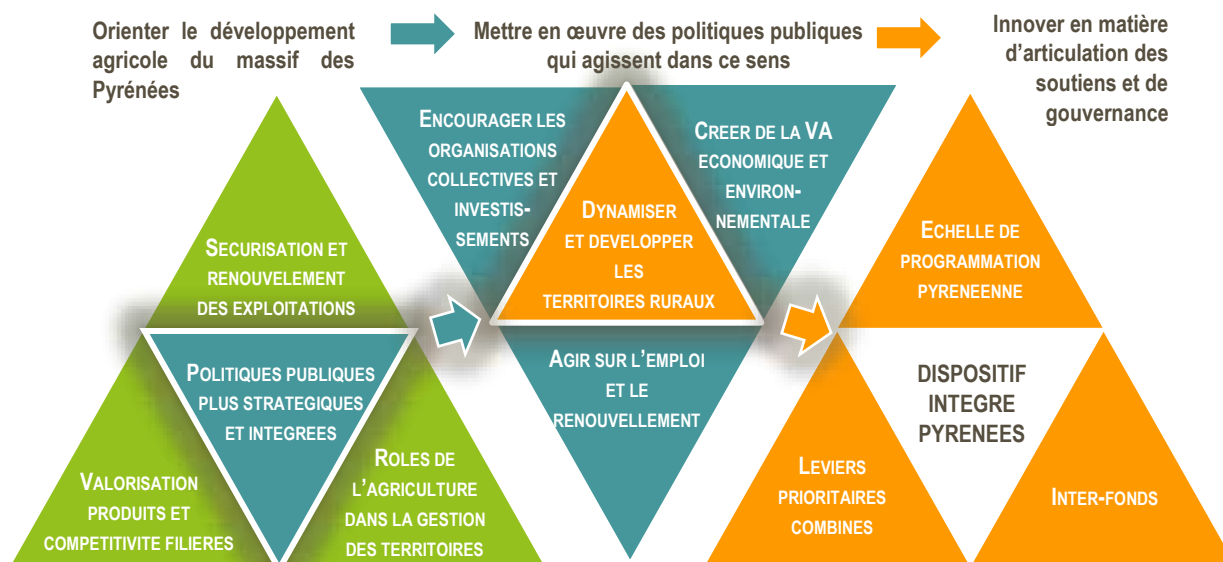 Orienter le développement
agricole du massif des
Pyrénées
Mettre en œuvre des politiques publiques
qui agissent dans ce sens
Innover en matière
d’articulation des
soutiens et de
gouvernance
SECURISATION ET
RENOUVELEMENT
DES EXPLOITATIONS
POLITIQUES PUBLIQUES
PLUS STRATEGIQUES
ET INTEGREES
VALORISATION
PRODUITS ET
COMPETITIVITE FILIERES
ROLES DE
L’AGRICULTURE
DANS LA GESTION
DES TERRITOIRES
ENCOURAGER LES
ORGANISATIONS
COLLECTIVES ET
INVESTIS-
SEMENTS
DYNAMISER
ET DEVELOPPER
LES
TERRITOIRES RURAUX
CREER DE LA VA
ECONOMIQUE ET
ENVIRON-
NEMENTALE
AGIR SUR L’EMPLOI
ET LE
RENOUVELLEMENT
ECHELLE DE
PROGRAMMATION
PYRENEENNE
DISPOSITIF
INTEGRE
PYRENEES
LEVIERS
PRIORITAIRES
COMBINES
INTER-FONDS